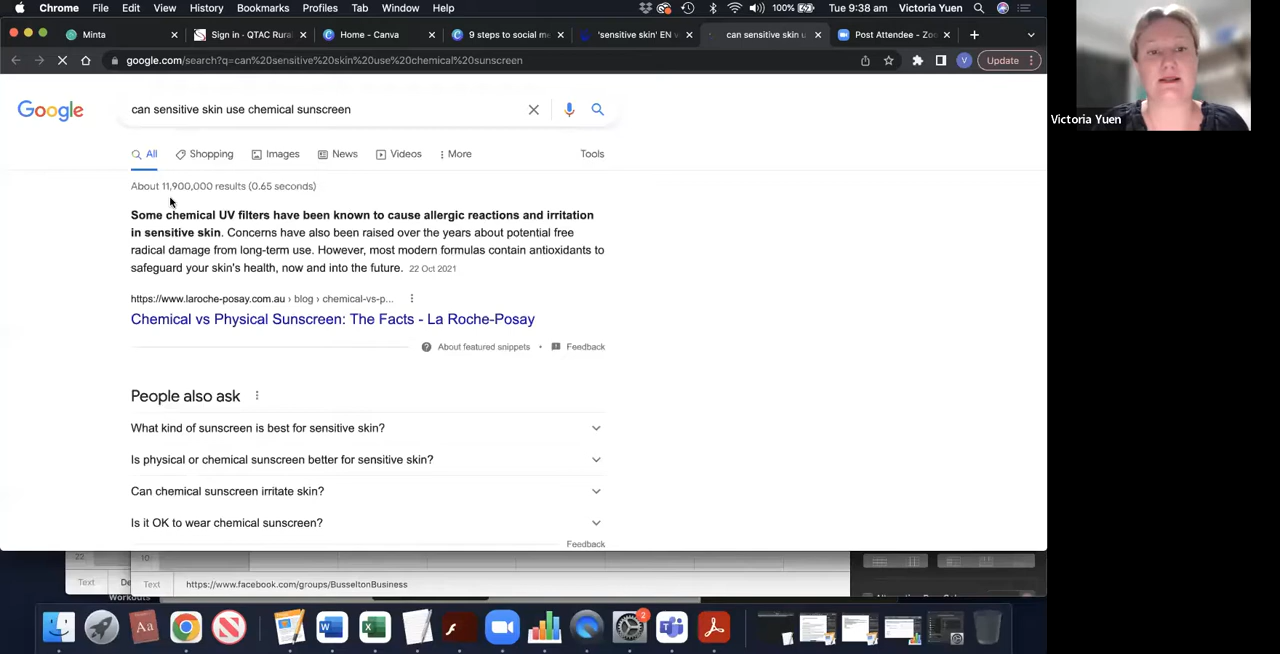 Chrome File Edit View History Bookmarks Profiles Tab Window Help 100% Tue 9:38 am Victoria Yuen
Minta Sign in · QTAC Rura Home - Canva 9 steps to social me 'sensitive skin' EN v can sensitive skin u Post Attendee - Zoo
google.com/search?q=can%20sensitive%20skin%20use%20chemical%20sunscreen V Update
Google can sensitive skin use chemical sunscreen
All Shopping Images News Videos More Tools
About 11,900,000 results (0.65 seconds)
Some chemical UV filters have been known to cause allergic reactions and irritation
in sensitive skin. Concerns have also been raised over the years about potential free
radical damage from long-term use. However, most modern formulas contain antioxidants to
safeguard your skin's health, now and into the future. 22 Oct 2021
https://www.laroche-posay.com.au › blog › chemical-vs-p...
Chemical vs Physical Sunscreen: The Facts - La Roche-Posay
About featured snippets • Feedback
People also ask
What kind of sunscreen is best for sensitive skin?
Is physical or chemical sunscreen better for sensitive skin?
Can chemical sunscreen irritate skin?
Is it OK to wear chemical sunscreen?
Feedback
Victoria Yuen
22 10
Text De Text https://www.facebook.com/groups/BusseltonBusiness
Workouts
Aa W X 2